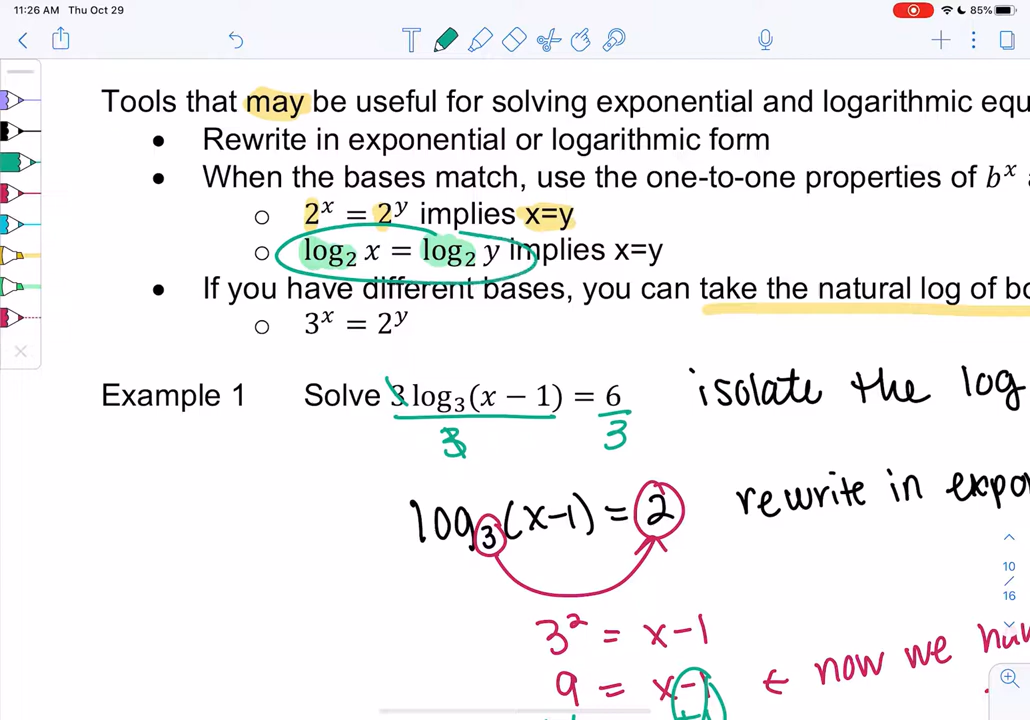 11:26 AM Thu Oct 29
85%
Tools that may be useful for solving exponential and logarithmic equ
• Rewrite in exponential or logarithmic form
• When the bases match, use the one-to-one properties of bˣ
○ 2ˣ = 2ʸ implies x=y
○ log₂ x = log₂ y implies x=y
• If you have different bases, you can take the natural log of bo
○ 3ˣ = 2ʸ
Example 1 Solve 3 log₃(x − 1) = 6 isolate the log
3 3
log₃(x-1) = 2 rewrite in expo
3² = x-1
9 = x-1 ← now we
10
/
16